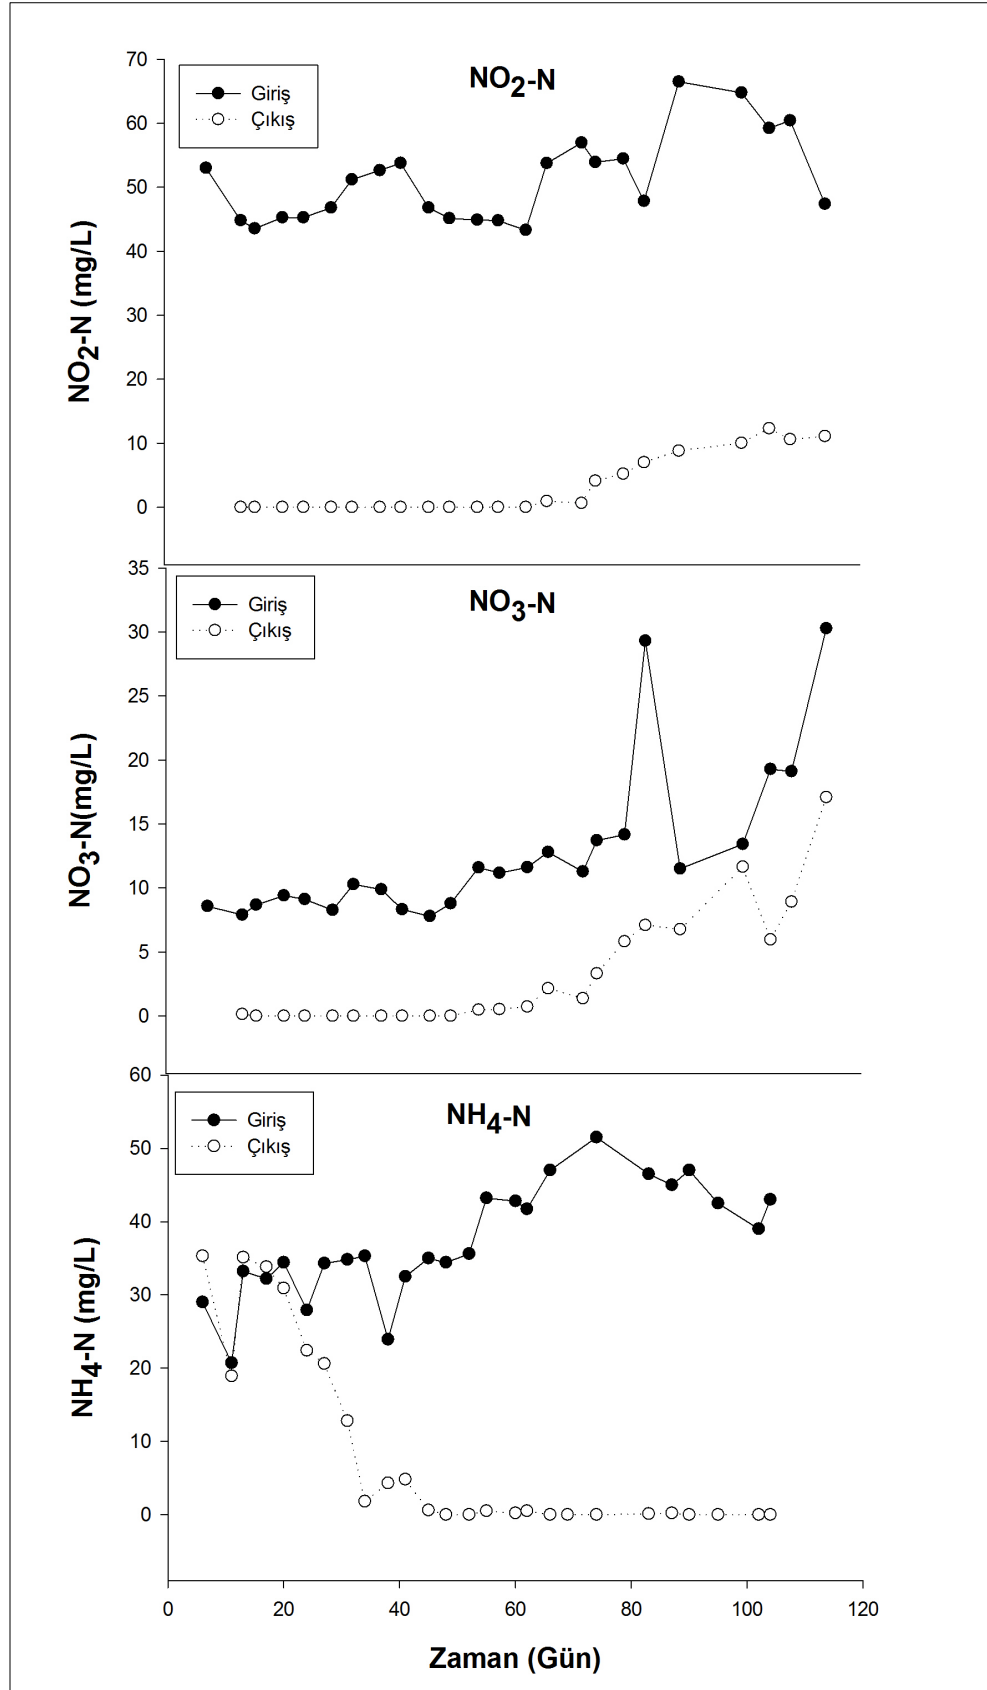 NO2-N
Giriş
Çıkış
NO2-N (mg/L)
70
60
50
40
30
20
10
0
NO3-N
Giriş
Çıkış
NO3-N(mg/L)
35
30
25
20
15
10
5
0
NH4-N
Giriş
Çıkış
NH4-N (mg/L)
60
50
40
30
20
10
0
0 20 40 60 80 100 120
Zaman (Gün)